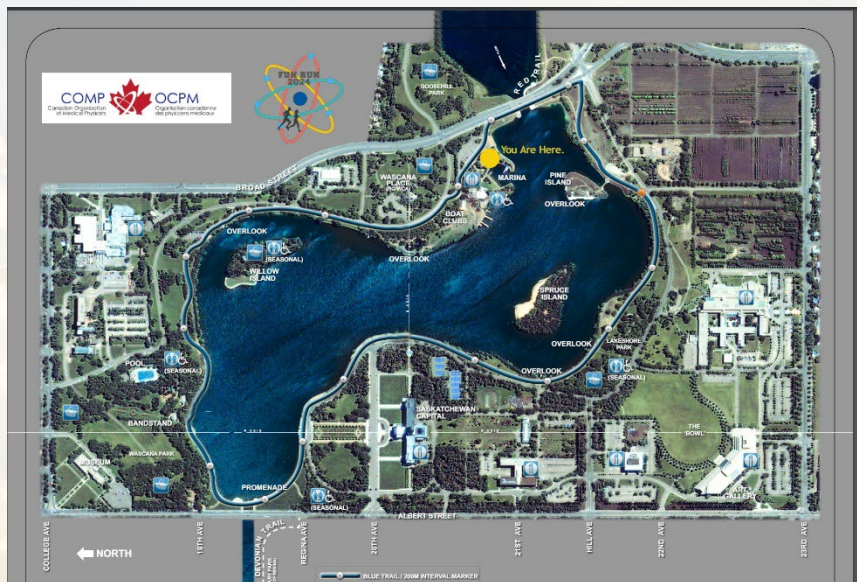 FUN RUN
2024
COMP OCPM
Canadian Organization
of Medical Physicists
Organisation canadienne
des physiciens médicaux
GOOSEHILL
PARK
RED TRAIL
You Are Here.
MARINA
WASCANA
PLACE
BROAD STREET
PINE
ISLAND
OVERLOOK
BOAT
CLUBS
OVERLOOK
OVERLOOK
(SEASONAL)
WILLOW
ISLAND
SPRUCE
ISLAND
OVERLOOK
LAKESHORE
PARK
POOL
(SEASONAL)
OVERLOOK
(SEASONAL)
SASKATCHEWAN
CAPITAL
BANDSTAND
THE
'BOWL'
WASCANA PARK
MUSEUM
GALLERY
PROMENADE
ALBERT STREET
COLLEGE AVE
19TH AVE
DEVONIAN TRAIL
REGINA AVE
(SEASONAL)
20TH AVE
21ST AVE
HILL AVE
22ND AVE
23RD AVE
NORTH
BLUE TRAIL / 200M INTERVAL MARKER